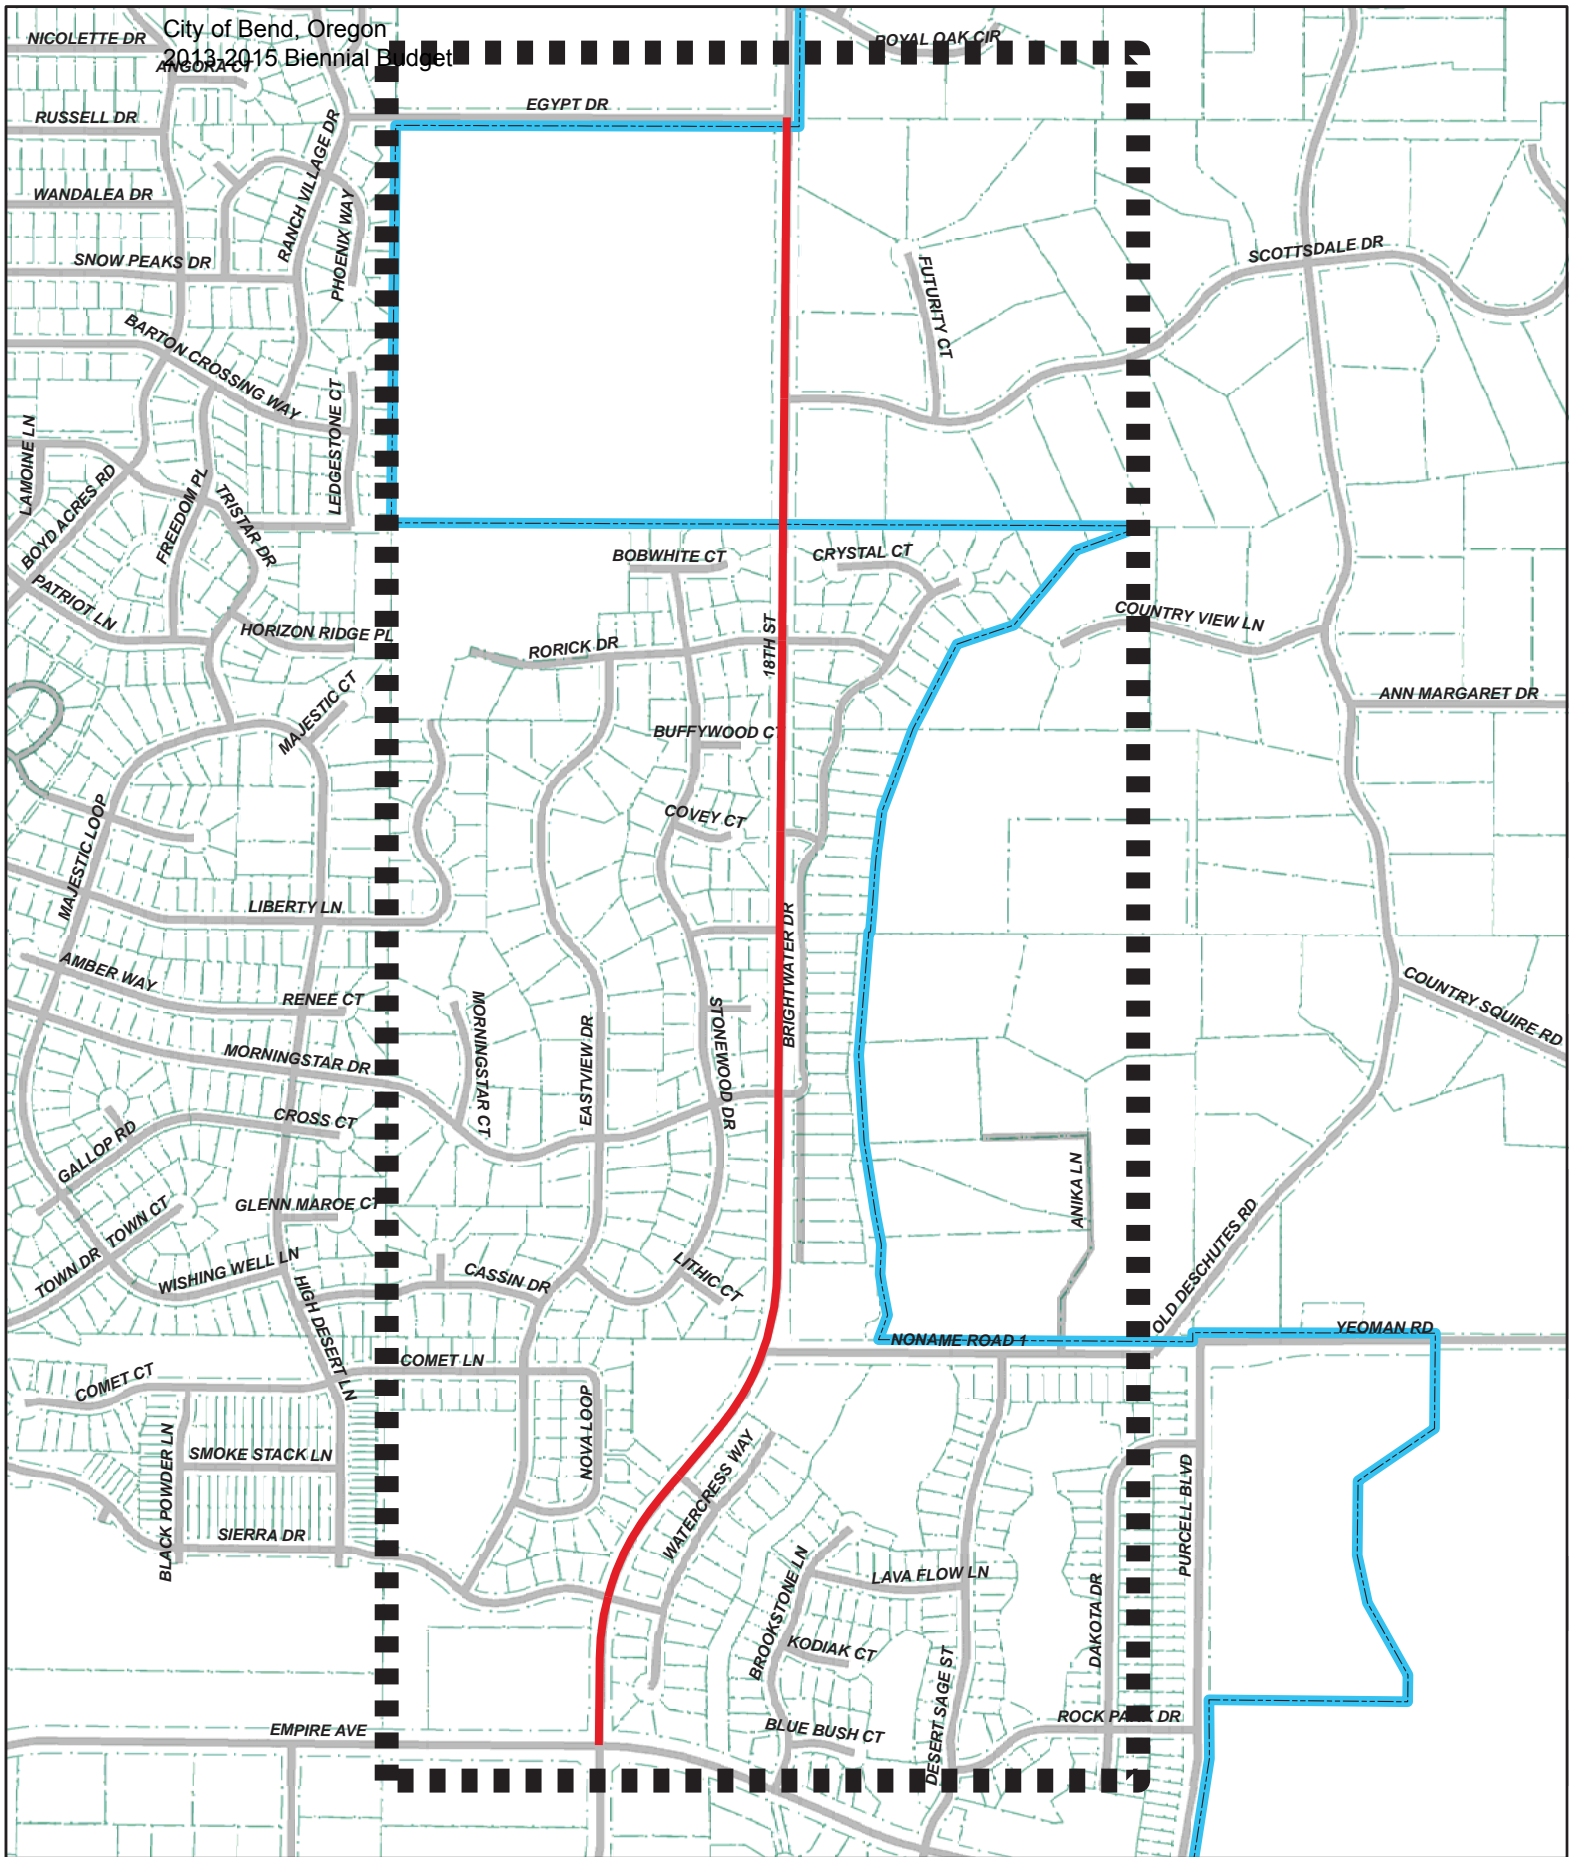 City of Bend, Oregon
2013-2015 Biennial Budget
NICOLETTE DR
ROYAL OAK CIR
ANGORA CT
EGYPT DR
RUSSELL DR
RANCH VILLAGE DR
WANDALEA DR
PHOENIX WAY
SNOW PEAKS DR
SCOTTSDALE DR
FUTURITY CT
BARTON CROSSING WAY
LEDGESTONE CT
LAMOINE LN
BOYD ACRES RD
FREEDOM PL
TRISTAR DR
BOBWHITE CT
CRYSTAL CT
PATRIOT LN
HORIZON RIDGE PL
COUNTRY VIEW LN
RORICK DR
18TH ST
MAJESTIC CT
ANN MARGARET DR
BUFFYWOOD CT
COVEY CT
MAJESTIC LOOP
LIBERTY LN
BRIGHTWATER DR
AMBER WAY
RENEE CT
MORNINGSTAR CT
STONEWOOD DR
COUNTRY SQUIRE RD
EASTVIEW DR
MORNINGSTAR DR
CROSS CT
GALLOP RD
ANIKA LN
GLENN MAROE CT
TOWN CT
TOWN DR
WISHING WELL LN
CASSIN DR
LITHIC CT
OLD DESCHUTES RD
HIGH DESERT LN
NONAME ROAD 1
YEOMAN RD
COMET LN
COMET CT
NOVA LOOP
BLACK POWDER LN
SMOKE STACK LN
WATERCRESS WAY
PURCELL BLVD
SIERRA DR
BROOKSTONE LN
LAVA FLOW LN
DAKOTA DR
KODIAK CT
DESERT SAGE ST
EMPIRE AVE
BLUE BUSH CT
ROCK PARK DR